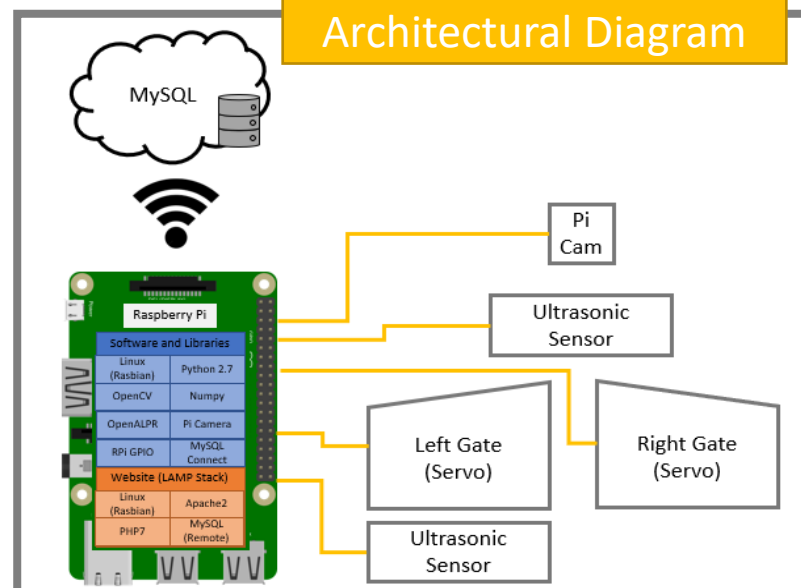 Architectural Diagram
MySQL
Pi
Cam
Power
Raspberry Pi
Ultrasonic
Sensor
Software and Libraries
Linux
(Rasbian)
Python 2.7
OpenCV
Numpy
OpenALPR
Pi Camera
RPi GPIO
MySQL
Connect
Left Gate
(Servo)
Right Gate
(Servo)
Website (LAMP Stack)
Linux
(Rasbian)
Apache2
PHP7
MySQL
(Remote)
Ultrasonic
Sensor